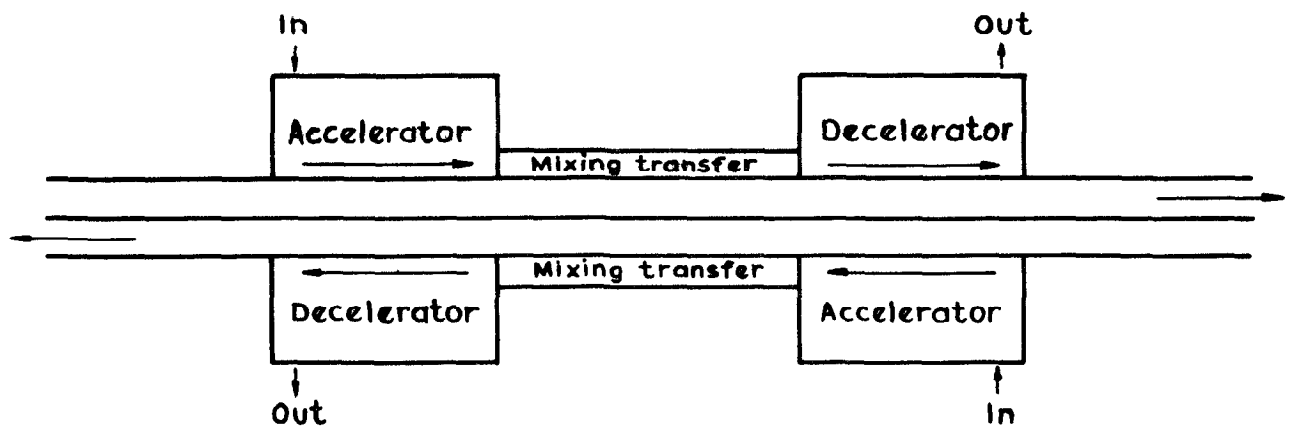 In
Out
Accelerator
Decelerator
Mixing transfer
Mixing transfer
Decelerator
Accelerator
Out
In